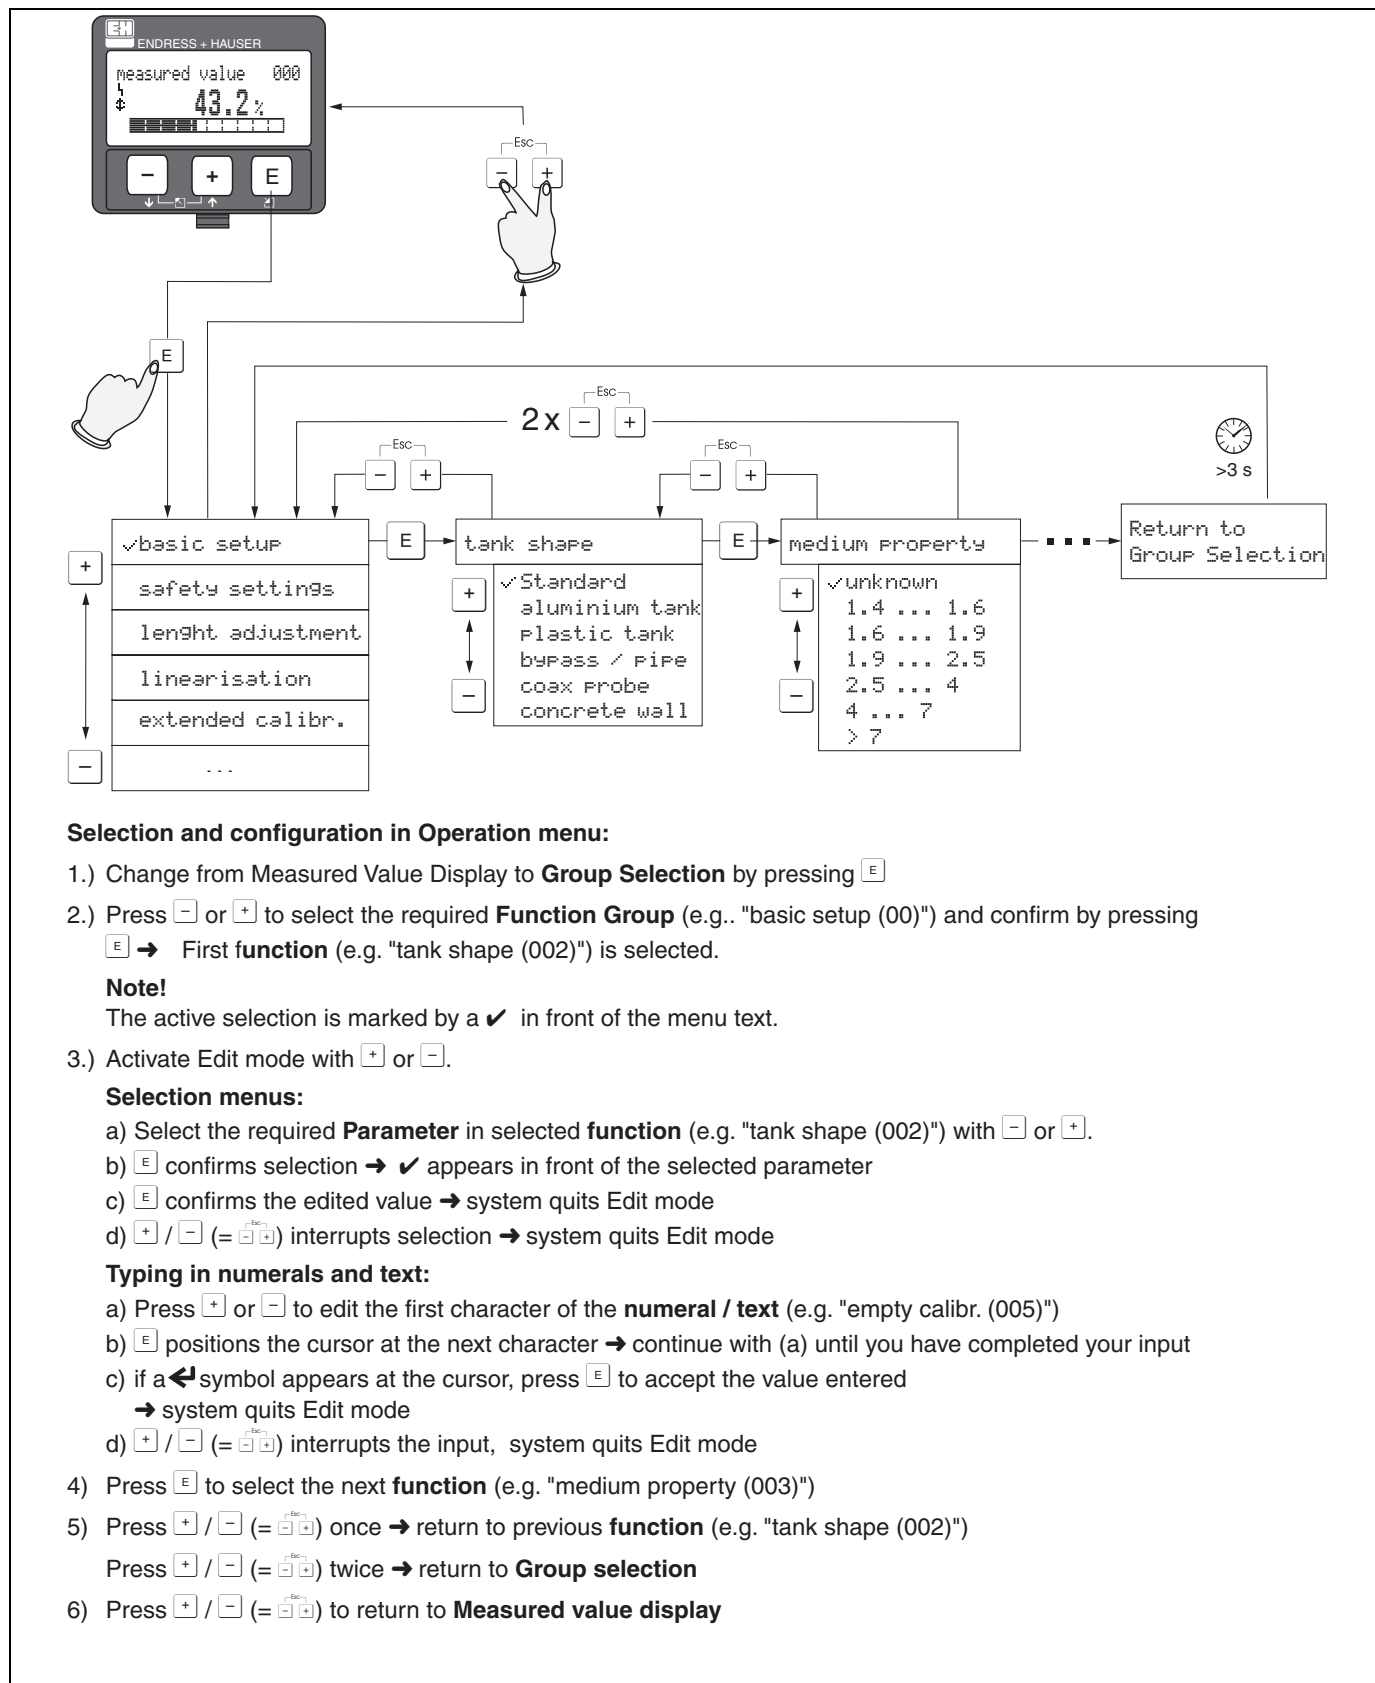 E+H
ENDRESS + HAUSER
measured value 000
43.2%
– + E
Esc
– +
E
Esc
2 x – +
Esc
– +
Esc
– +
>3 s
✓basic setup
E
tank shape
E
medium property
Return to
Group Selection
+
–
safety settings
lenght adjustment
linearisation
extended calibr.
...
+
–
✓Standard
aluminium tank
plastic tank
bypass / pipe
coax probe
concrete wall
+
–
✓unknown
1.4 ... 1.6
1.6 ... 1.9
1.9 ... 2.5
2.5 ... 4
4 ... 7
> 7
Selection and configuration in Operation menu:
1.) Change from Measured Value Display to Group Selection by pressing E
2.) Press – or + to select the required Function Group (e.g.. "basic setup (00)") and confirm by pressing
E ➜ First function (e.g. "tank shape (002)") is selected.
Note!
The active selection is marked by a ✔ in front of the menu text.
3.) Activate Edit mode with + or –.
Selection menus:
a) Select the required Parameter in selected function (e.g. "tank shape (002)") with – or +.
b) E confirms selection ➜ ✔ appears in front of the selected parameter
c) E confirms the edited value ➜ system quits Edit mode
d) + / – (= Esc – +) interrupts selection ➜ system quits Edit mode
Typing in numerals and text:
a) Press + or – to edit the first character of the numeral / text (e.g. "empty calibr. (005)")
b) E positions the cursor at the next character ➜ continue with (a) until you have completed your input
c) if a ↵ symbol appears at the cursor, press E to accept the value entered
➜ system quits Edit mode
d) + / – (= Esc – +) interrupts the input, system quits Edit mode
4) Press E to select the next function (e.g. "medium property (003)")
5) Press + / – (= Esc – +) once ➜ return to previous function (e.g. "tank shape (002)")
Press + / – (= Esc – +) twice ➜ return to Group selection
6) Press + / – (= Esc – +) to return to Measured value display